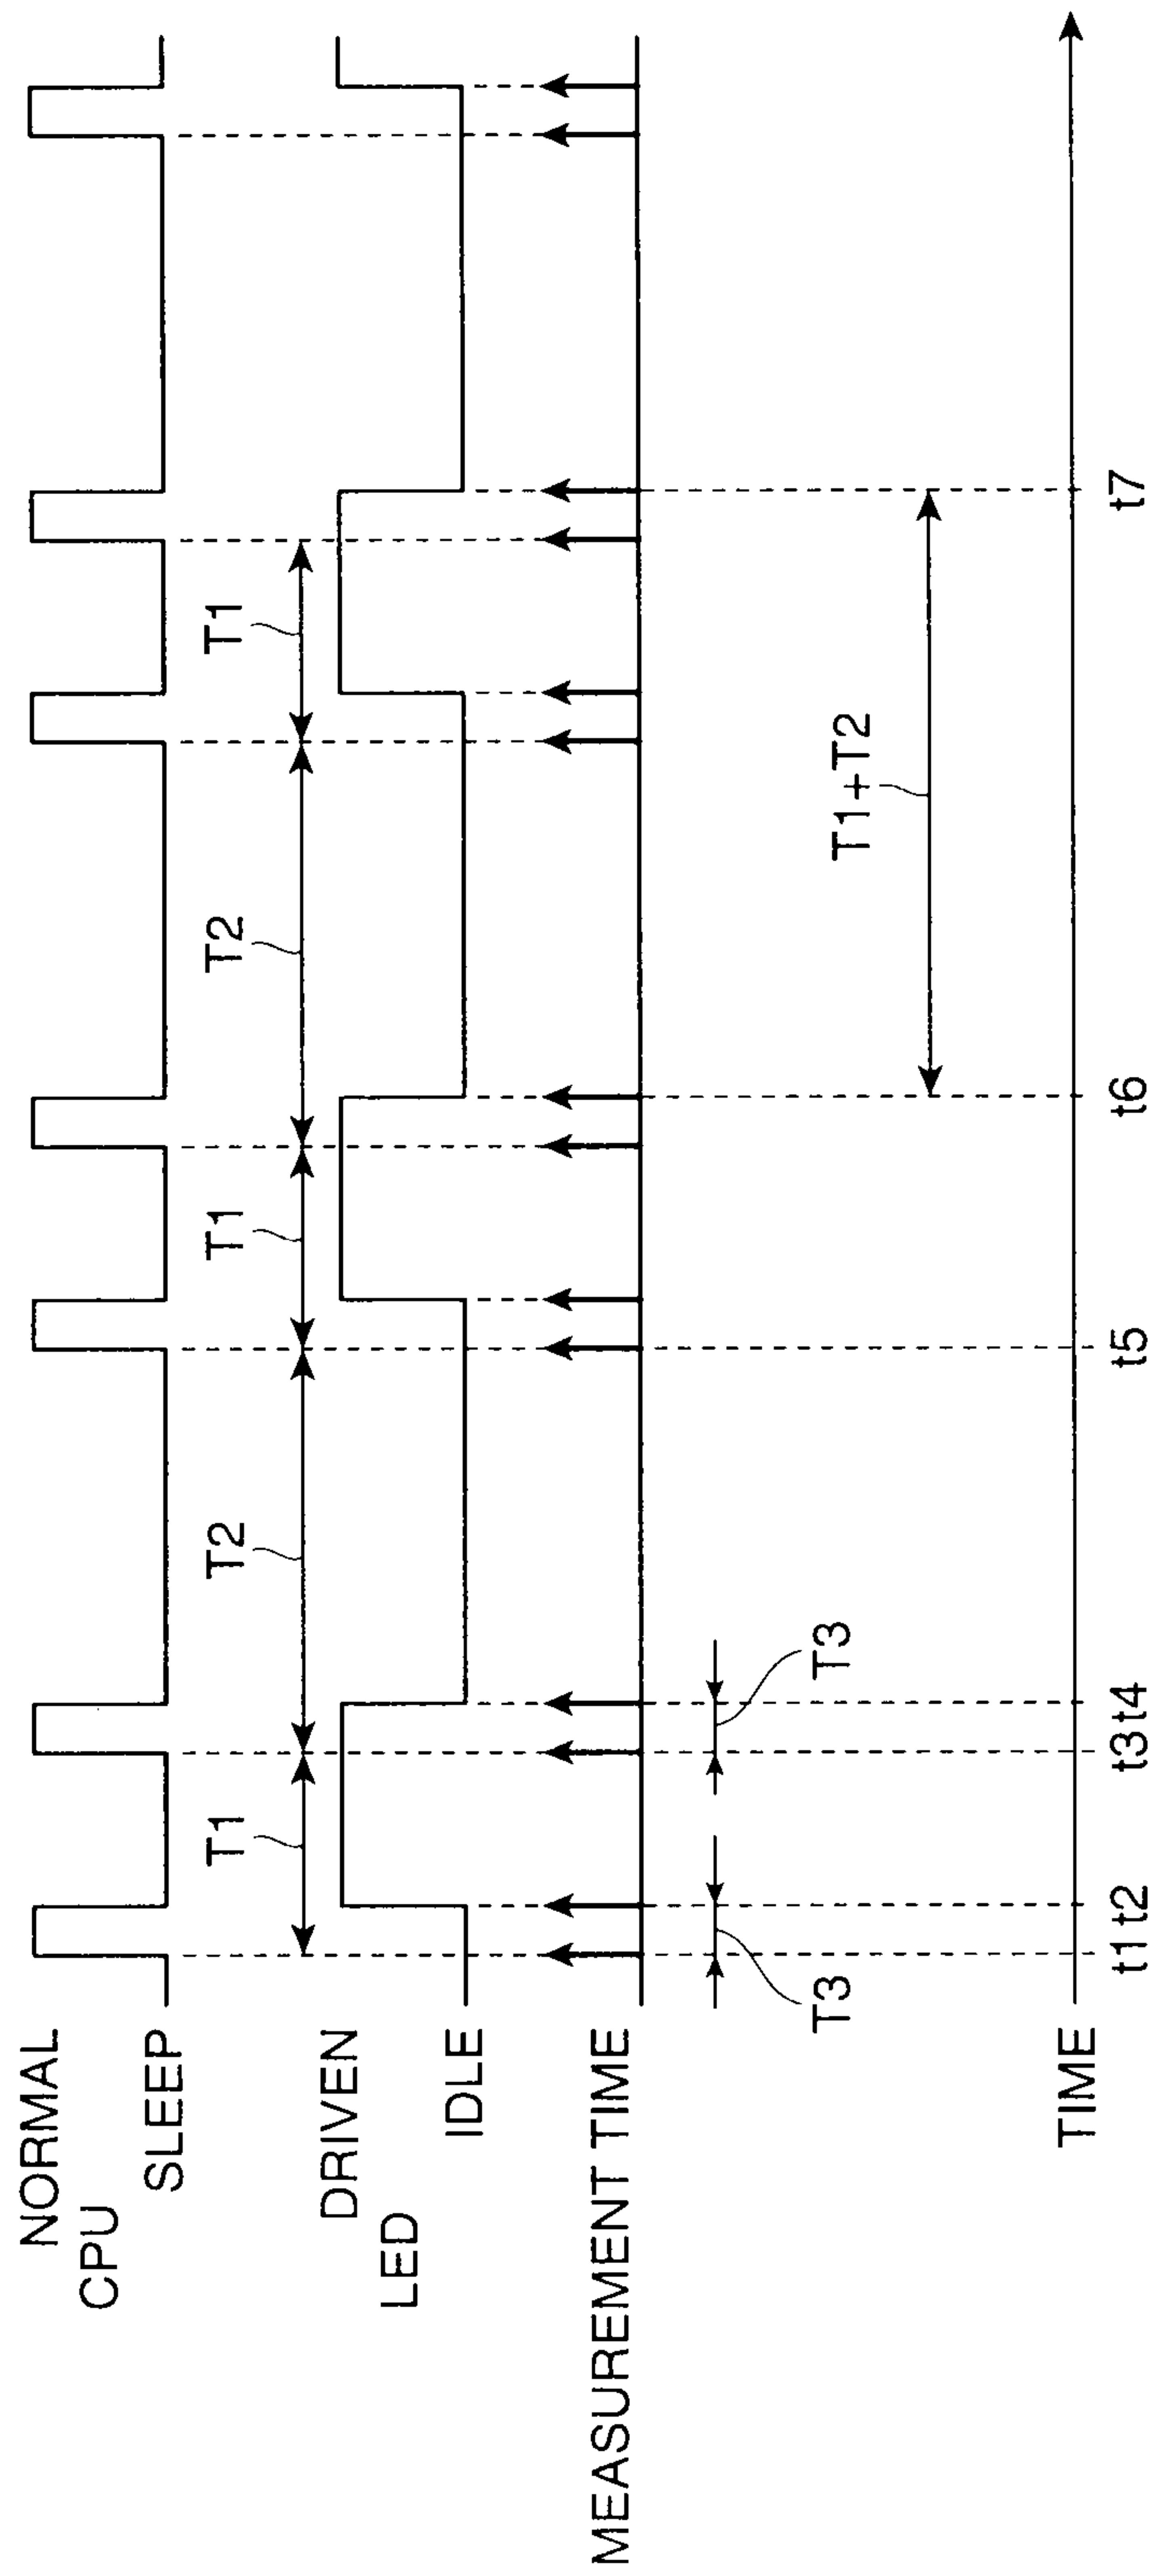 NORMAL
CPU
SLEEP
T1
T2
T1
T2
T1
DRIVEN
LED
IDLE
MEASUREMENT TIME
T3
T3
T1+T2
TIME
t1
t2
t3
t4
t5
t6
t7